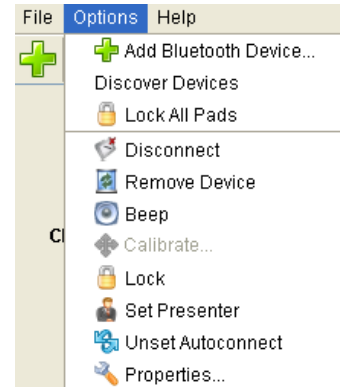 File Options Help
Add Bluetooth Device...
Discover Devices
Lock All Pads
Disconnect
Remove Device
Beep
Calibrate...
Lock
Set Presenter
Unset Autoconnect
Properties...